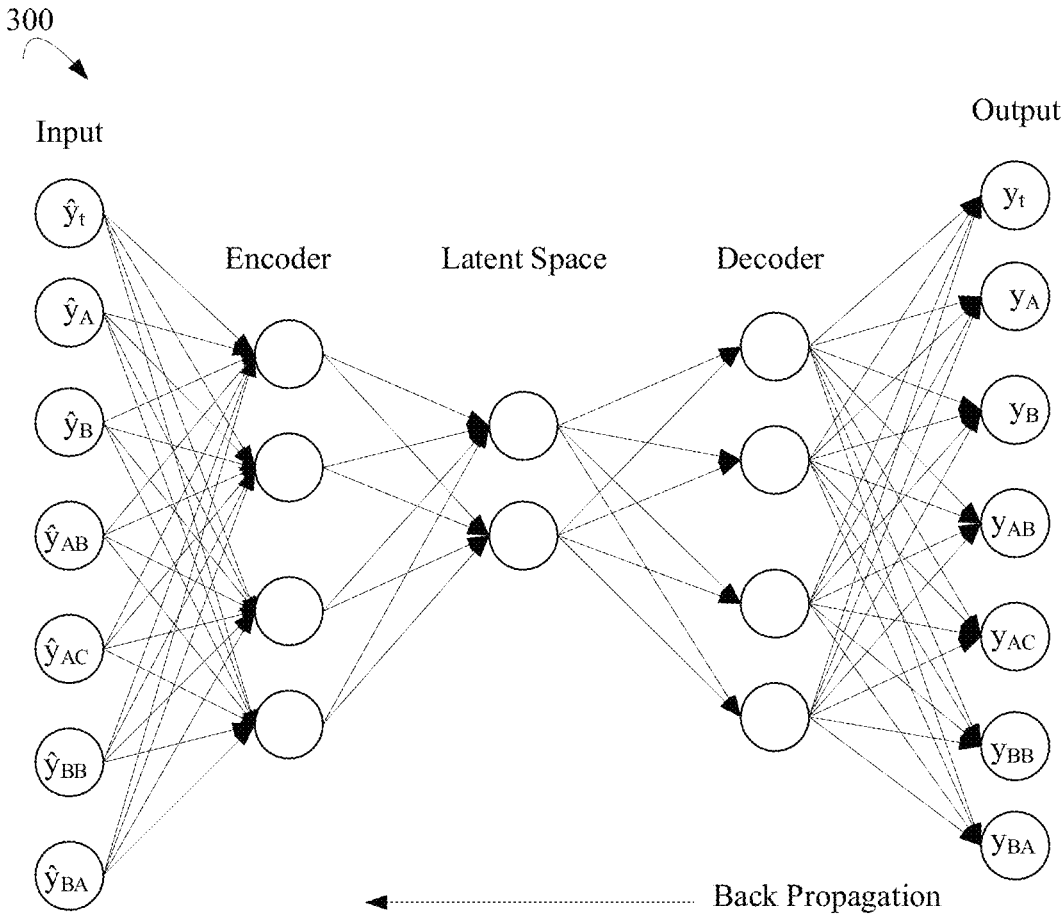 300
Input
Output
Encoder
Latent Space
Decoder
ŷt
ŷA
ŷB
ŷAB
ŷAC
ŷBB
ŷBA
yt
yA
yB
yAB
yAC
yBB
yBA
Back Propagation